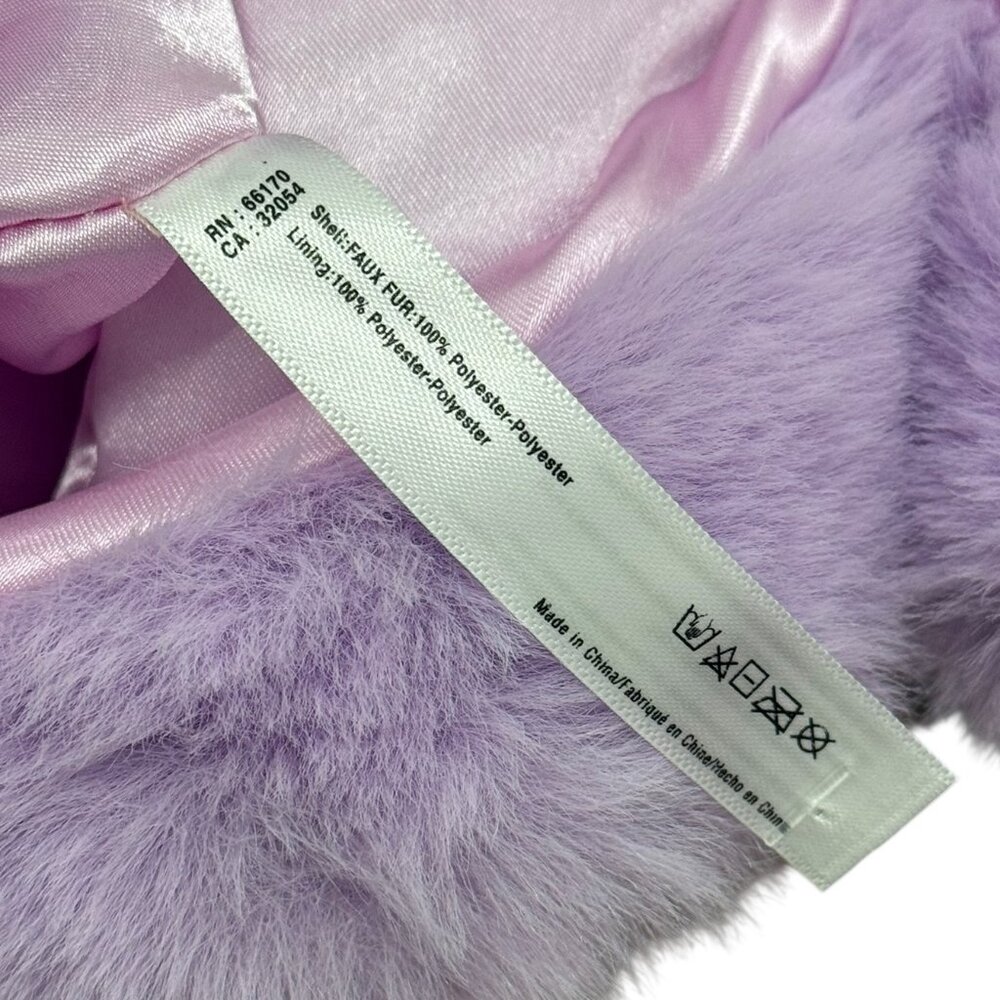 RN : 66170
CA : 32054
Shell:FAUX FUR:100% Polyester-Polyester
Lining:100% Polyester-Polyester
Made in China/Fabriqué en Chine/Hecho en China